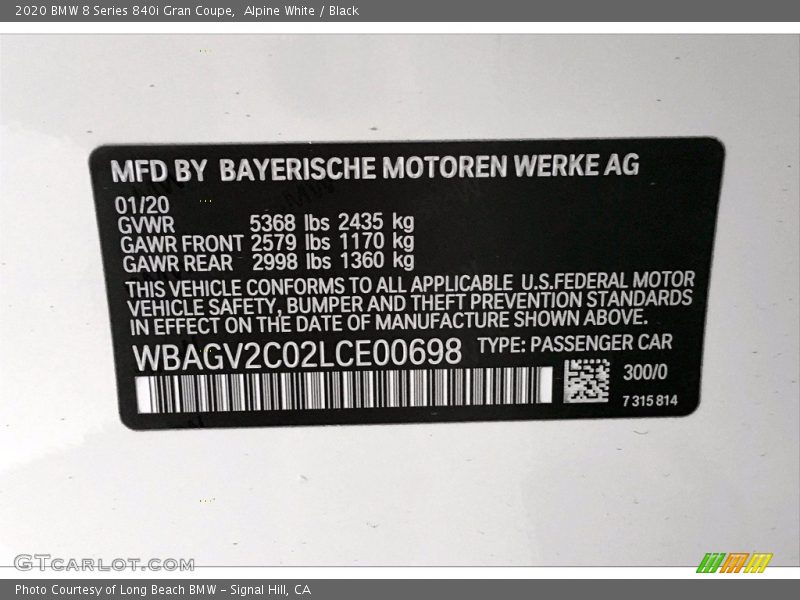 2020 BMW 8 Series 840i Gran Coupe,  Alpine White / Black
MFD BY BAYERISCHE MOTOREN WERKE AG
01/20
GVWR 5368 lbs 2435 kg
GAWR FRONT 2579 lbs 1170 kg
GAWR REAR 2998 lbs 1360 kg
THIS VEHICLE CONFORMS TO ALL APPLICABLE U.S.FEDERAL MOTOR
VEHICLE SAFETY, BUMPER AND THEFT PREVENTION STANDARDS
IN EFFECT ON THE DATE OF MANUFACTURE SHOWN ABOVE.
WBAGV2C02LCE00698 TYPE: PASSENGER CAR
300/0
7 315 814
GTCARLOT.COM
Photo Courtesy of Long Beach BMW - Signal Hill, CA